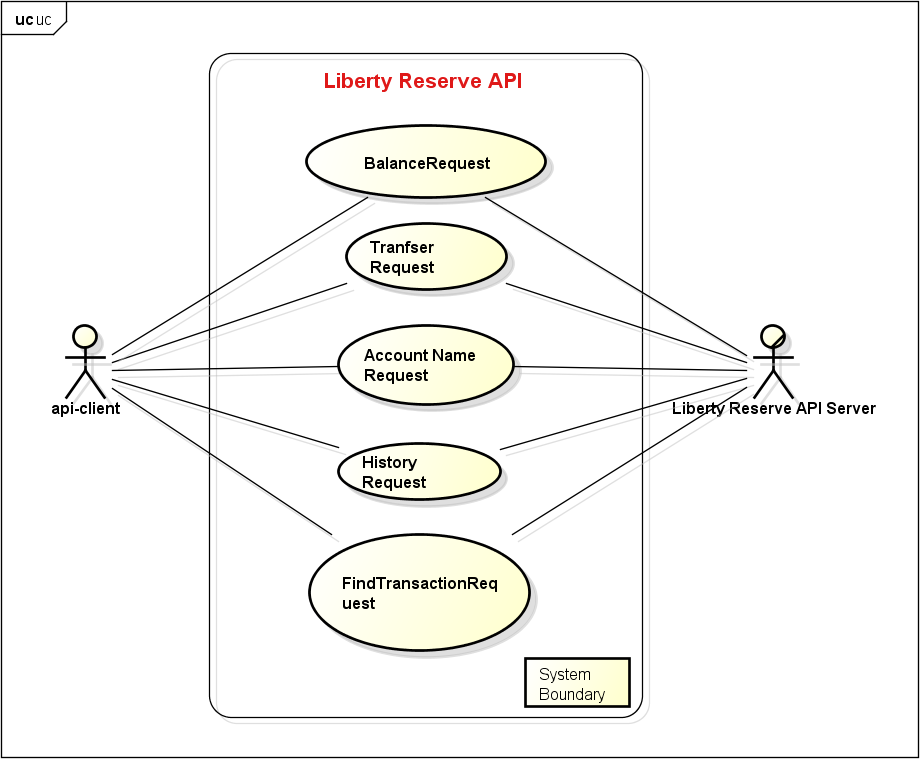 uc uc
Liberty Reserve API
BalanceRequest
Tranfser
Request
Account Name
Request
api-client
Liberty Reserve API Server
History
Request
FindTransactionReq
uest
System
Boundary